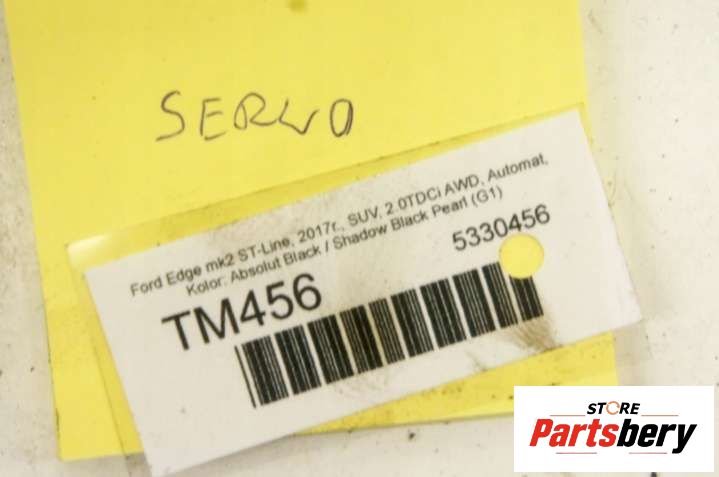 SERWO
Ford Edge mk2 ST-Line, 2017r., SUV, 2.0TDCi AWD, Automat,
Kolor: Absolut Black / Shadow Black Pearl (G1)
TM456
5330456
STORE
Partsbery